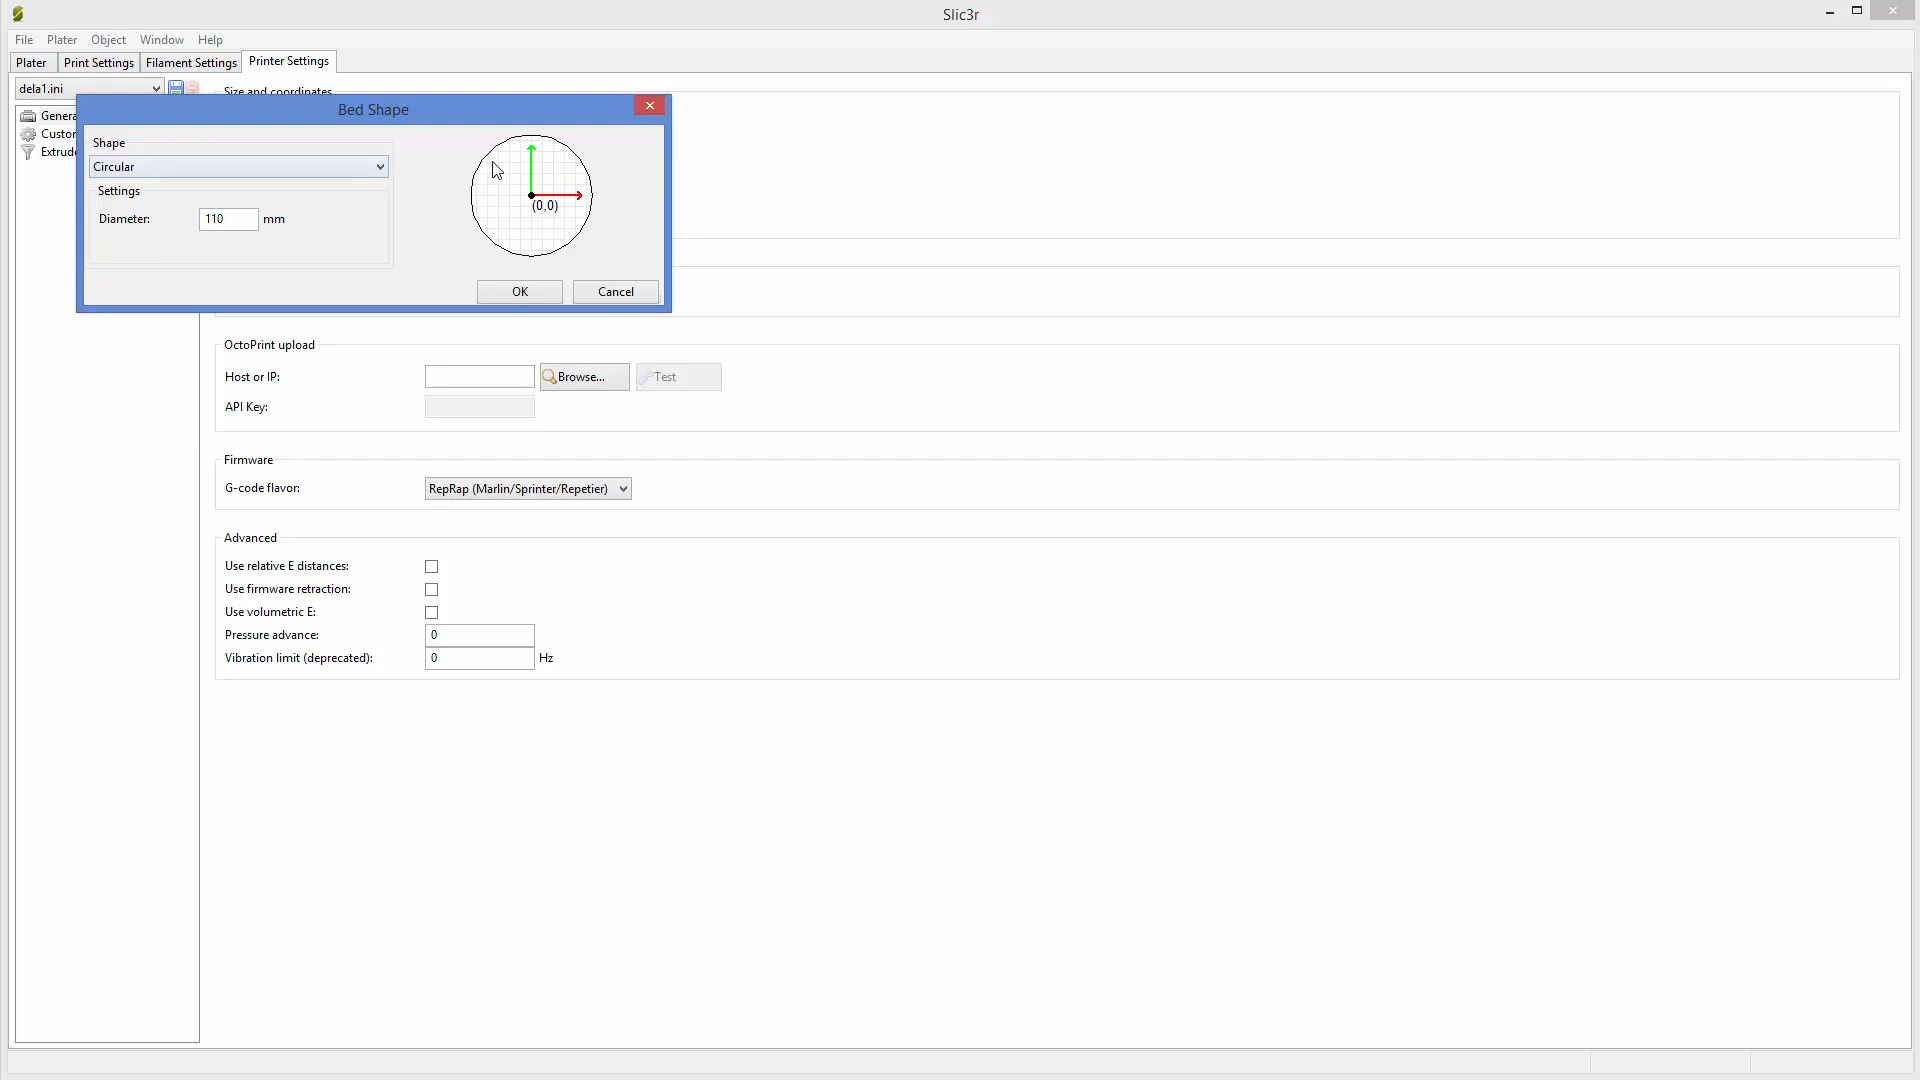 Slic3r
File Plater Object Window Help
Plater Print Settings Filament Settings Printer Settings
dela1.ini
Size and coordinates
Genera
Custor
Extrude
Bed Shape
Shape
Circular
Settings
Diameter: 110 mm
(0,0)
OK Cancel
OctoPrint upload
Host or IP: Browse... Test
API Key:
Firmware
G-code flavor: RepRap (Marlin/Sprinter/Repetier)
Advanced
Use relative E distances:
Use firmware retraction:
Use volumetric E:
Pressure advance: 0
Vibration limit (deprecated): 0 Hz